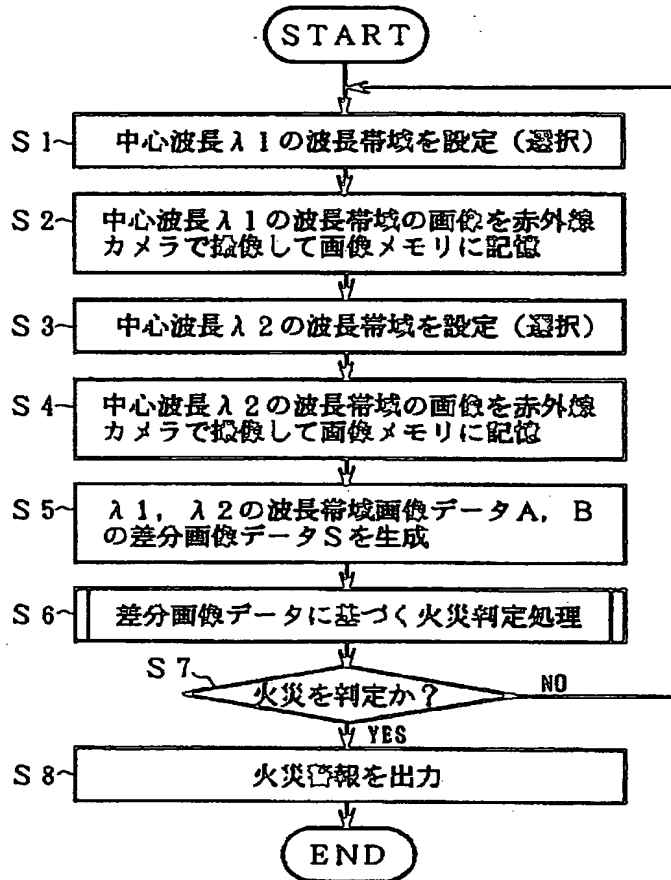 START
S1 中心波長λ1の波長帯域を設定(選択)
S2 中心波長λ1の波長帯域の画像を赤外線
カメラで撮像して画像メモリに記憶
S3 中心波長λ2の波長帯域を設定(選択)
S4 中心波長λ2の波長帯域の画像を赤外線
カメラで撮像して画像メモリに記憶
S5 λ1,λ2の波長帯域画像データA,B
の差分画像データSを生成
S6 差分画像データに基づく火災判定処理
S7
火災を判定か? NO
YES
S8 火災警報を出力
END